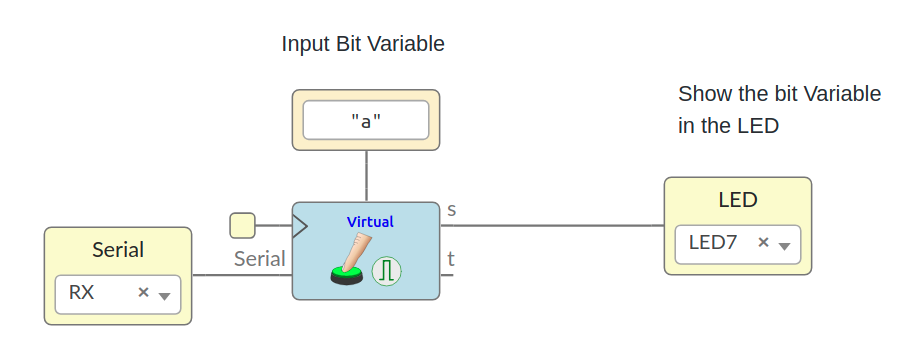 Input Bit Variable
Show the bit Variable
in the LED
"a"
Virtual
s
LED
LED7 ×
Serial
Serial
t
RX ×